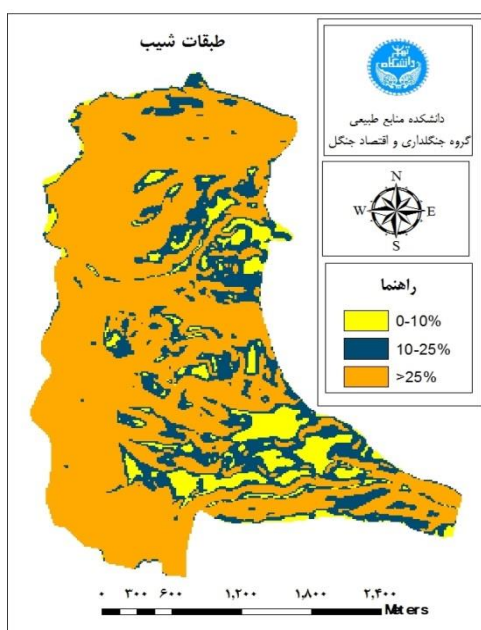 طبقات شیب
دانشکده منابع طبیعی
گروه جنگلداری و اقتصاد جنگل
N
W E
S
راهنما
0-10%
10-25%
>25%
۰ ۳۰۰ ۶۰۰ ۱,۲۰۰ ۱,۸۰۰ ۲,۴۰۰
Meters